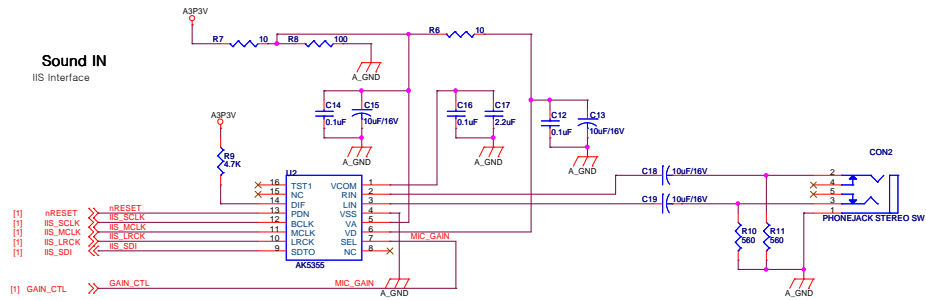 A3P3V
R7 10 R8 100
R6 10
Sound IN
IIS Interface
A_GND
C14
0.1uF
C15
10uF/16V
C16
0.1uF
C17
2.2uF
C12
0.1uF
C13
10uF/16V
A_GND
A_GND
A_GND
A3P3V
R9
4.7K
U2
16 TST1 VCOM 1
15 NC RIN 2
14 DIF LIN 3
13 PDN VSS 4
12 BCLK VA 5
11 MCLK VD 6
10 LRCK SEL 7
9 SDTO NC 8
AK5355
[1] nRESET nRESET
[1] IIS_SCLK IIS_SCLK
[1] IIS_MCLK IIS_MCLK
[1] IIS_LRCK IIS_LRCK
[1] IIS_SDI IIS_SDI
MIC_GAIN
[1] GAIN_CTL GAIN_CTL MIC_GAIN
A_GND
C18 10uF/16V
C19 10uF/16V
R10
560
R11
560
A_GND
CON2
2
4
5
3
1
PHONEJACK STEREO SW